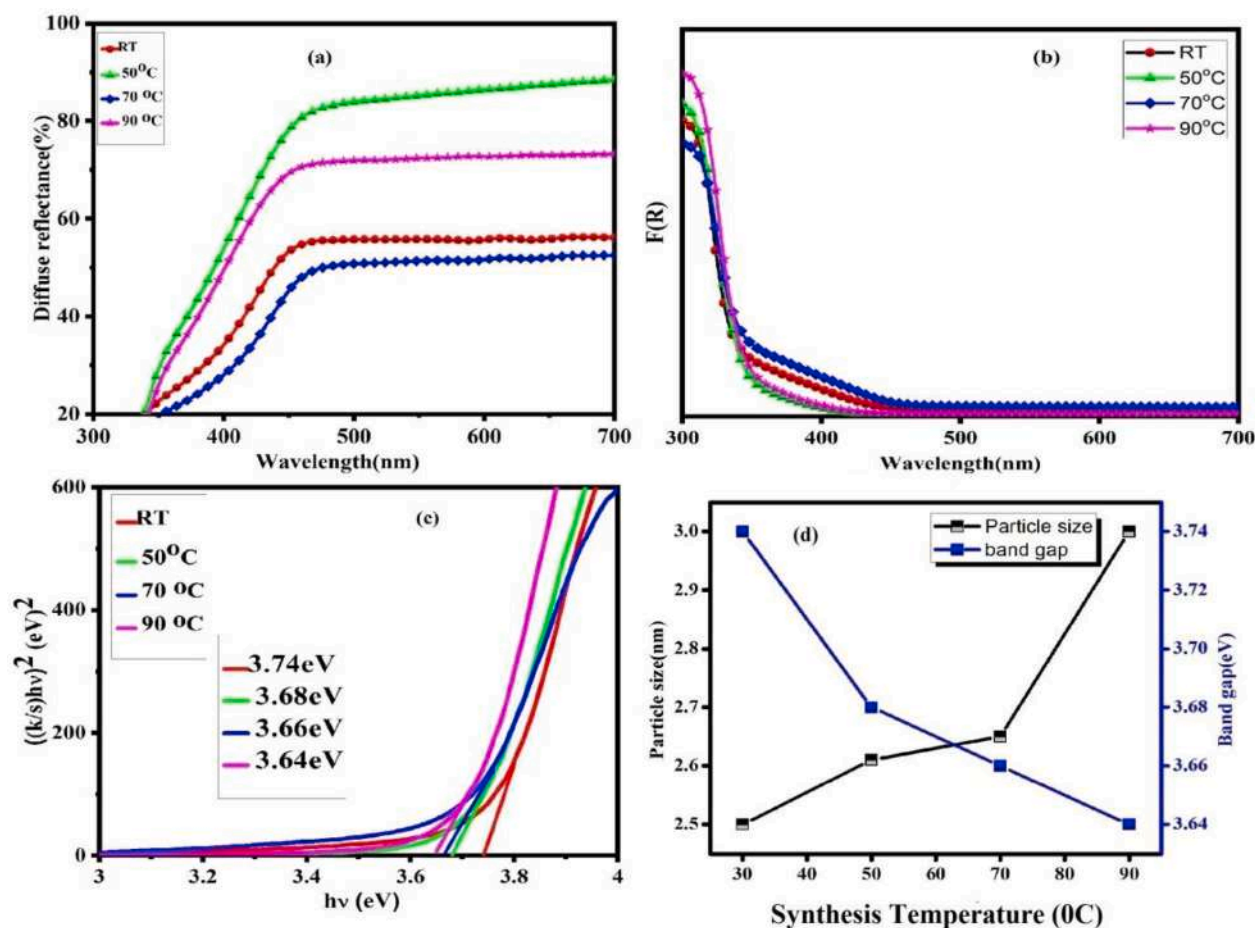 (a)
RT
50°C
70 °C
90 °C
Diffuse reflectance(%)
100
80
60
40
20
300
400
500
600
700
Wavelength(nm)
(b)
RT
50°C
70°C
90°C
F(R)
300
400
500
600
700
Wavelength(nm)
(c)
RT
50⁰C
70 ⁰C
90 ⁰C
3.74eV
3.68eV
3.66eV
3.64eV
((k/s)hν)² (eV)²
600
400
200
0
3
3.2
3.4
3.6
3.8
4
hν (eV)
(d)
Particle size
band gap
Particle size(nm)
3.0
2.9
2.8
2.7
2.6
2.5
3.74
3.72
3.70
3.68
3.66
3.64
Band gap(eV)
30
40
50
60
70
80
90
Synthesis Temperature (0C)